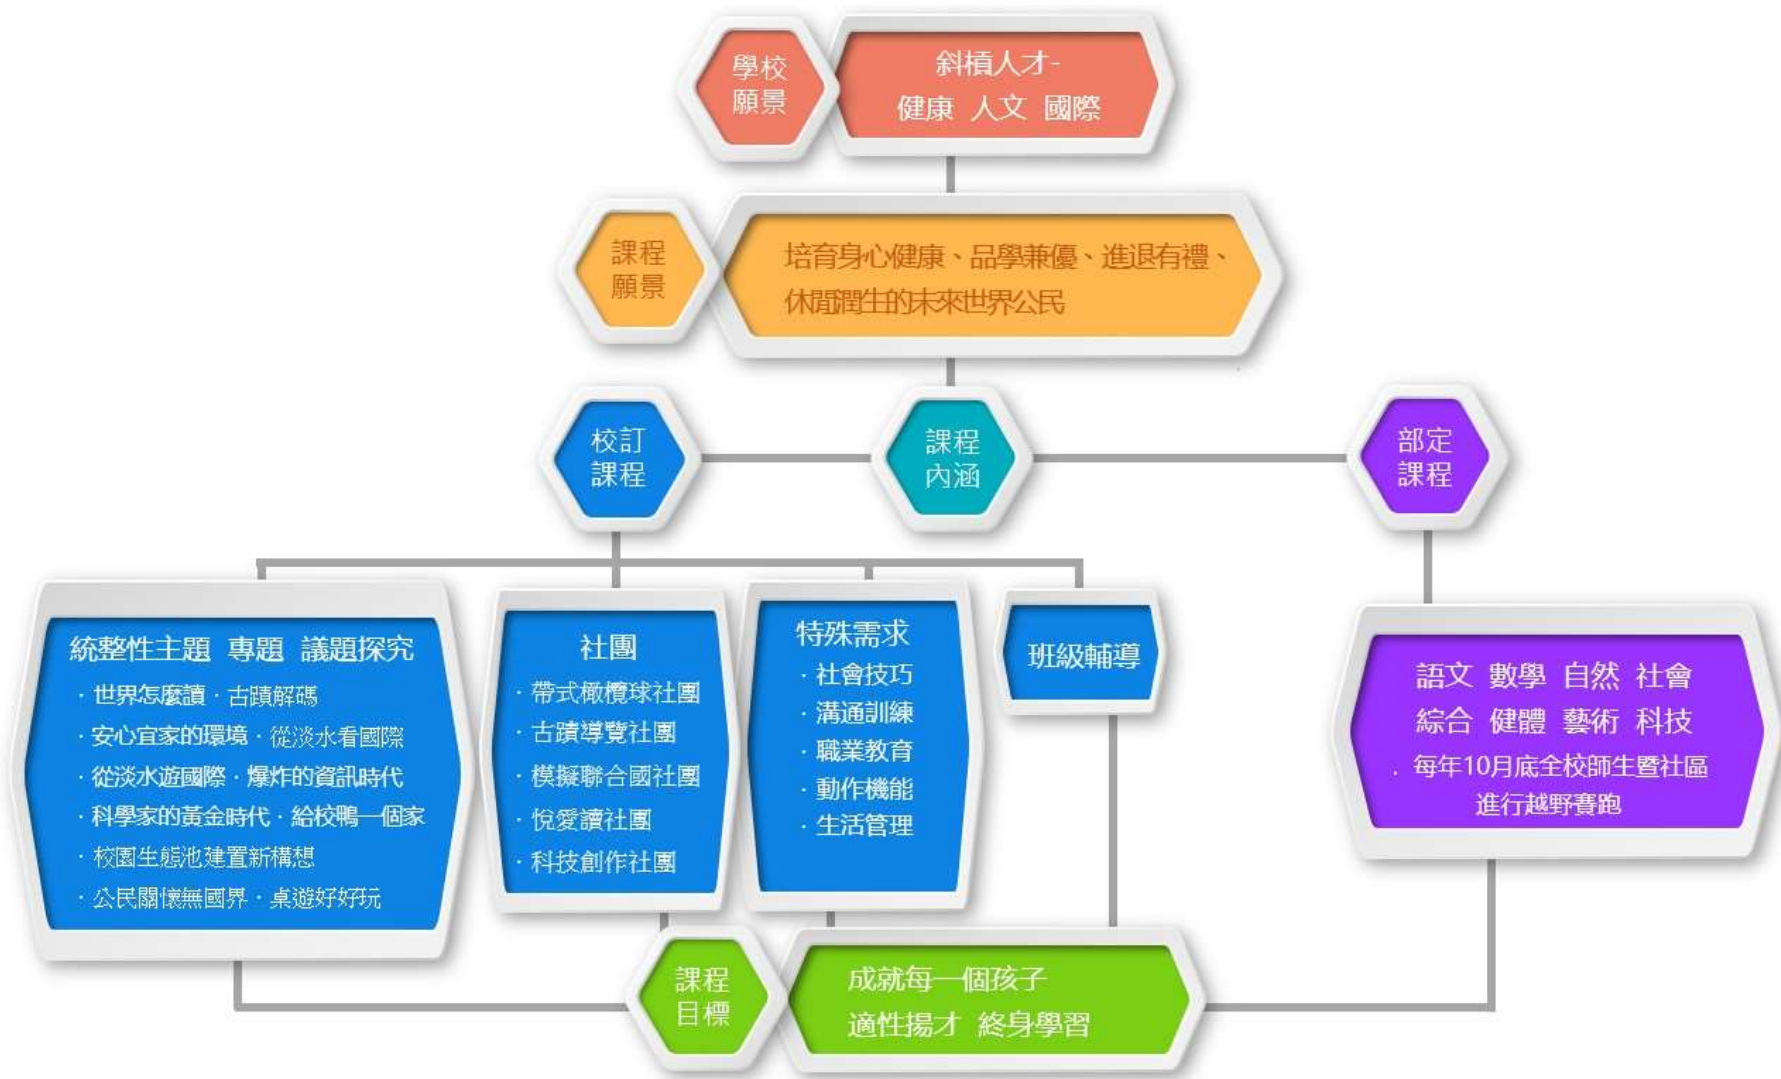 學校
願景
斜槓人才-
健康 人文 國際
課程
願景
培育身心健康、品學兼優、進退有禮、
休閒潤生的未來世界公民
校訂
課程
課程
內涵
部定
課程
統整性主題 專題 議題探究
· 世界怎麼讀 · 古蹟解碼
· 安心宜家的環境 · 從淡水看國際
· 從淡水遊國際 · 爆炸的資訊時代
· 科學家的黃金時代 · 給校鴨一個家
· 校園生態池建置新構想
· 公民關懷無國界 · 桌遊好好玩
社團
· 帶式橄欖球社團
· 古蹟導覽社團
· 模擬聯合國社團
· 悅愛讀社團
· 科技創作社團
特殊需求
· 社會技巧
· 溝通訓練
· 職業教育
· 動作機能
· 生活管理
班級輔導
語文 數學 自然 社會
綜合 健體 藝術 科技
. 每年10月底全校師生暨社區
進行越野賽跑
課程
目標
成就每一個孩子
適性揚才 終身學習